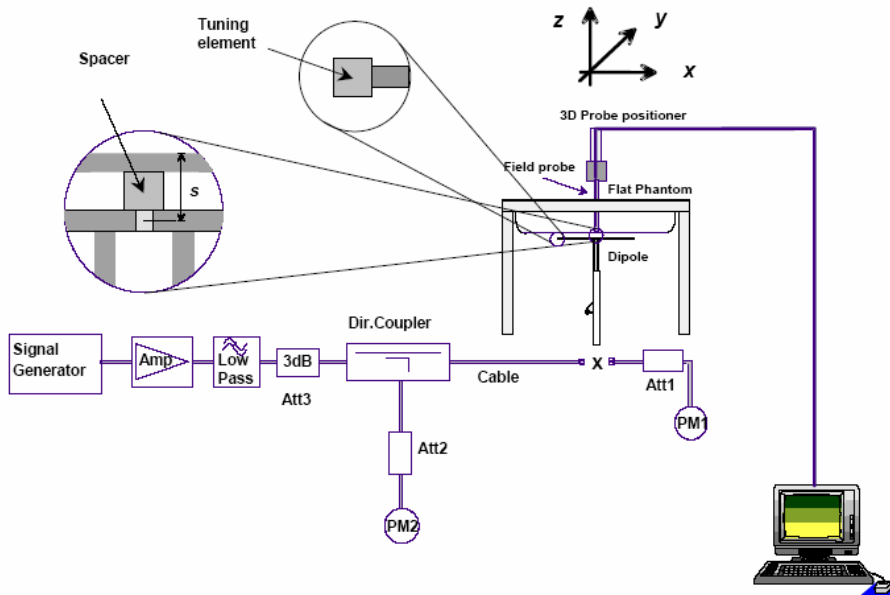 Tuning
element
Spacer
s
z
y
x
3D Probe positioner
Field probe
Flat Phantom
Dipole
Dir.Coupler
Signal
Generator
Amp
Low
Pass
3dB
Att3
Cable
x
Att1
PM1
Att2
PM2